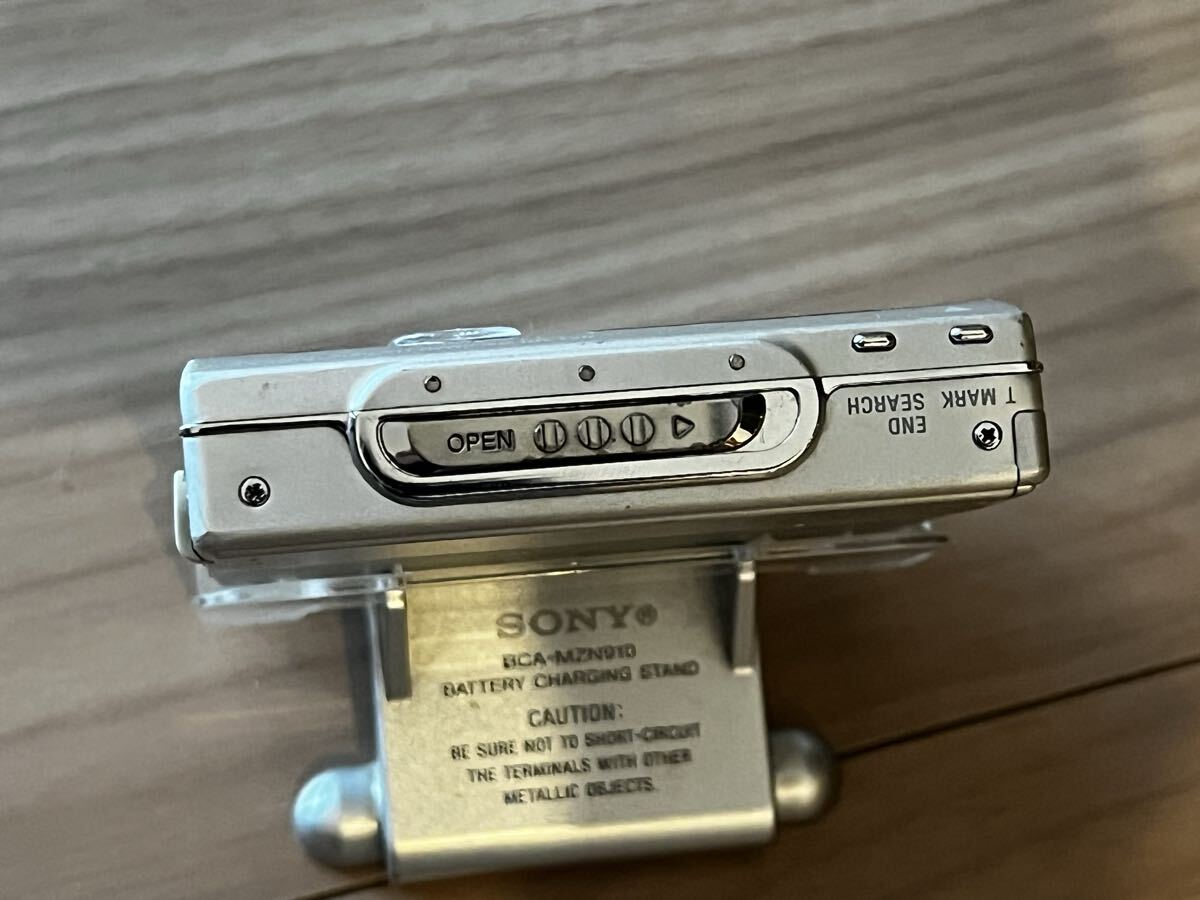 OPEN
END
SEARCH
T MARK
SONY®
BCA-MZN910
BATTERY CHARGING STAND
CAUTION:
BE SURE NOT TO SHORT-CIRCUIT
THE TERMINALS WITH OTHER
METALLIC OBJECTS.